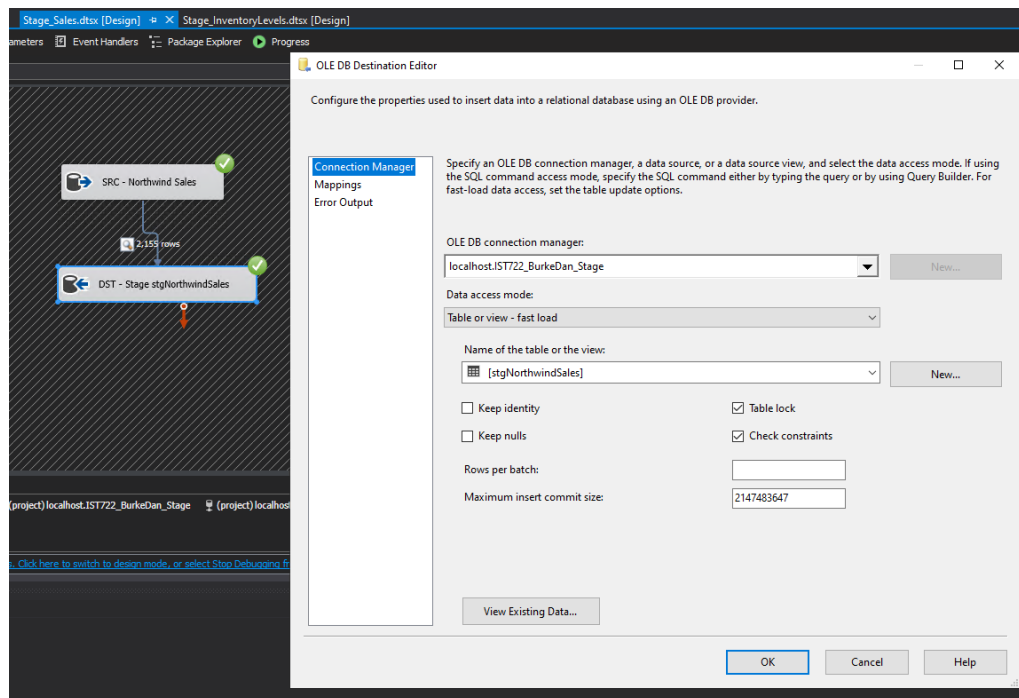 Stage_Sales.dtsx [Design] Stage_InventoryLevels.dtsx [Design]
ameters Event Handlers Package Explorer Progress
OLE DB Destination Editor
Configure the properties used to insert data into a relational database using an OLE DB provider.
SRC - Northwind Sales
2,155 rows
DST - Stage stgNorthwindSales
(project) localhost.IST722_BurkeDan_Stage (project) localhos
s. Click here to switch to design mode, or select Stop Debugging fr
Connection Manager
Mappings
Error Output
Specify an OLE DB connection manager, a data source, or a data source view, and select the data access mode. If using
the SQL command access mode, specify the SQL command either by typing the query or by using Query Builder. For
fast-load data access, set the table update options.
OLE DB connection manager:
localhost.IST722_BurkeDan_Stage New...
Data access mode:
Table or view - fast load
Name of the table or the view:
[stgNorthwindSales] New...
Keep identity Table lock
Keep nulls Check constraints
Rows per batch:
Maximum insert commit size: 2147483647
View Existing Data...
OK Cancel Help